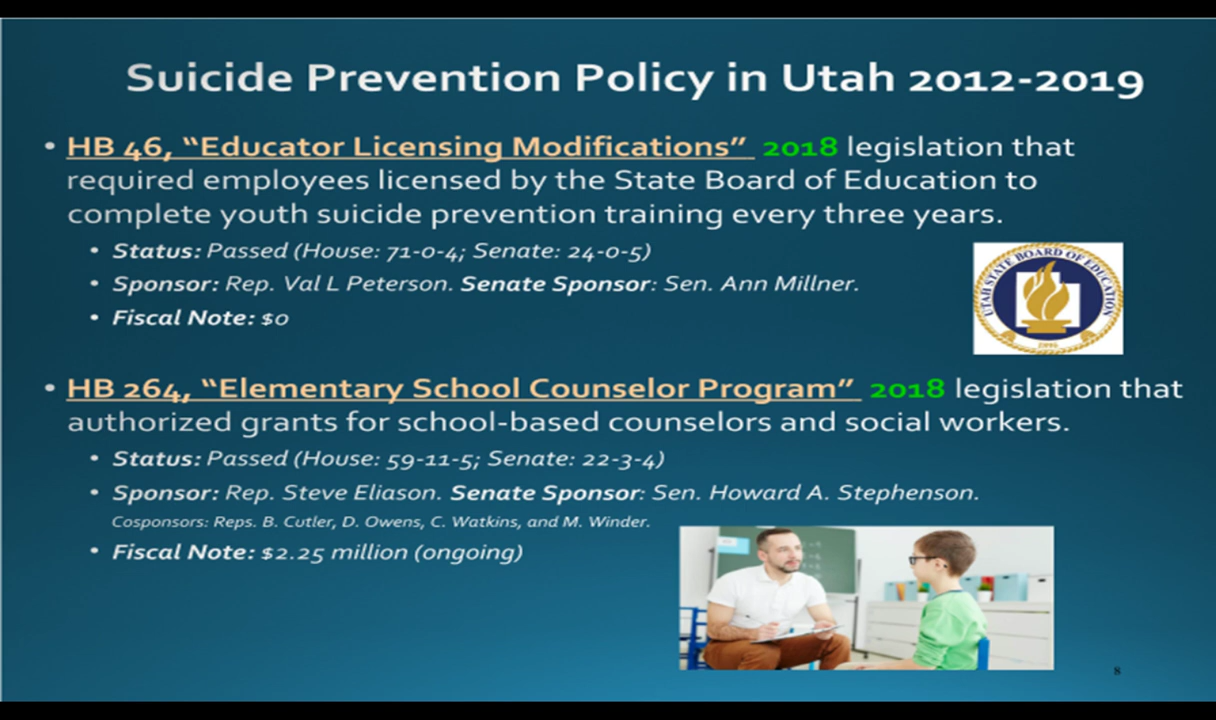 Suicide Prevention Policy in Utah 2012-2019
• HB 46, “Educator Licensing Modifications” 2018 legislation that
required employees licensed by the State Board of Education to
complete youth suicide prevention training every three years.
• Status: Passed (House: 71-0-4; Senate: 24-0-5)
• Sponsor: Rep. Val L Peterson. Senate Sponsor: Sen. Ann Millner.
• Fiscal Note: $0
UTAH STATE BOARD OF EDUCATION
• HB 264, “Elementary School Counselor Program” 2018 legislation that
authorized grants for school-based counselors and social workers.
• Status: Passed (House: 59-11-5; Senate: 22-3-4)
• Sponsor: Rep. Steve Eliason. Senate Sponsor: Sen. Howard A. Stephenson.
Cosponsors: Reps. B. Cutler, D. Owens, C. Watkins, and M. Winder.
• Fiscal Note: $2.25 million (ongoing)
8